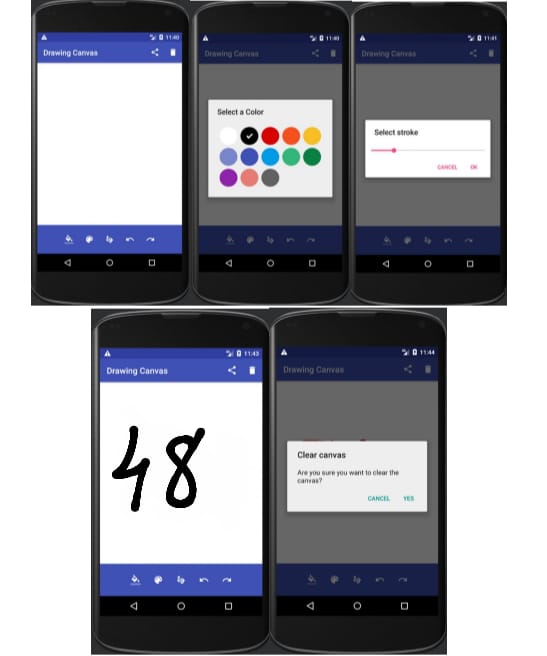 11:40
Drawing Canvas
11:40
Drawing Canvas
Select a Color
11:41
Drawing Canvas
Select stroke
CANCEL OK
11:43
Drawing Canvas
48
11:44
Drawing Canvas
Clear canvas
Are you sure you want to clear the
canvas?
CANCEL YES